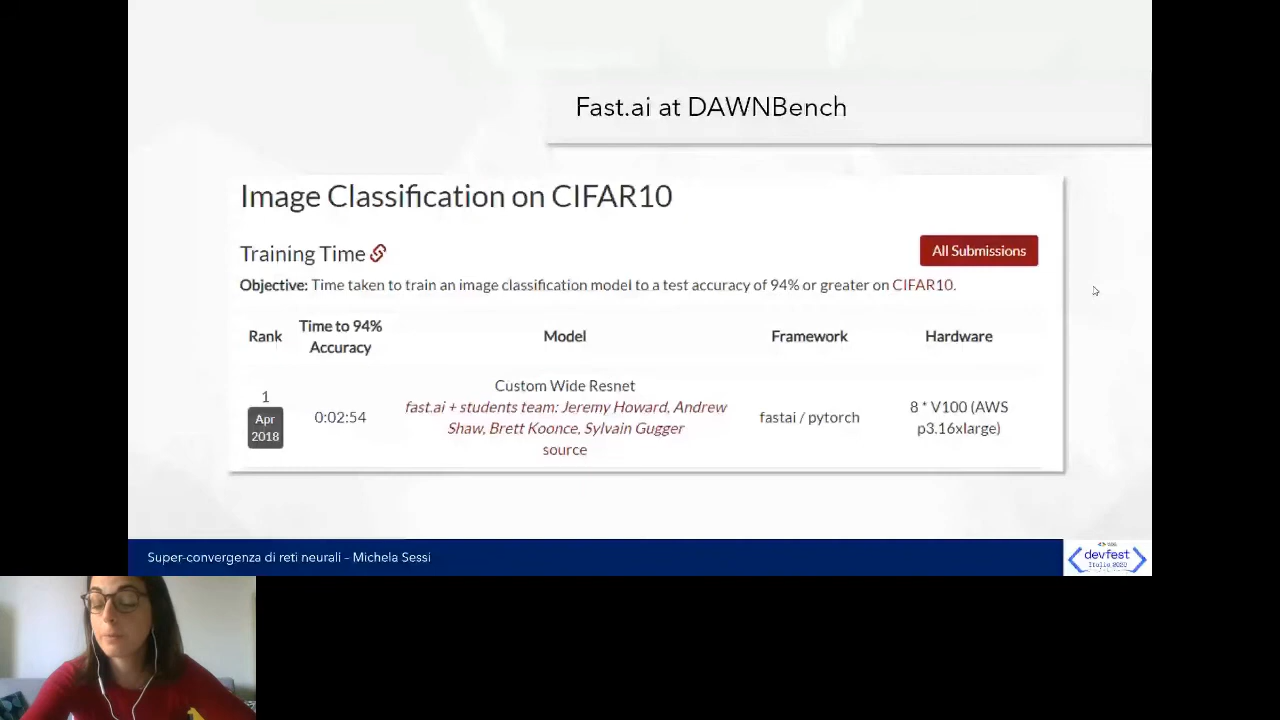 Fast.ai at DAWNBench
Image Classification on CIFAR10
Training Time
All Submissions
Objective: Time taken to train an image classification model to a test accuracy of 94% or greater on CIFAR10.
Rank
Time to 94%
Accuracy
Model
Framework
Hardware
1
Apr
2018
0:02:54
Custom Wide Resnet
fast.ai + students team: Jeremy Howard, Andrew
Shaw, Brett Koonce, Sylvain Gugger
source
fastai / pytorch
8 * V100 (AWS
p3.16xlarge)
Super-convergenza di reti neurali - Michela Sessi
devfest
Italia 2020